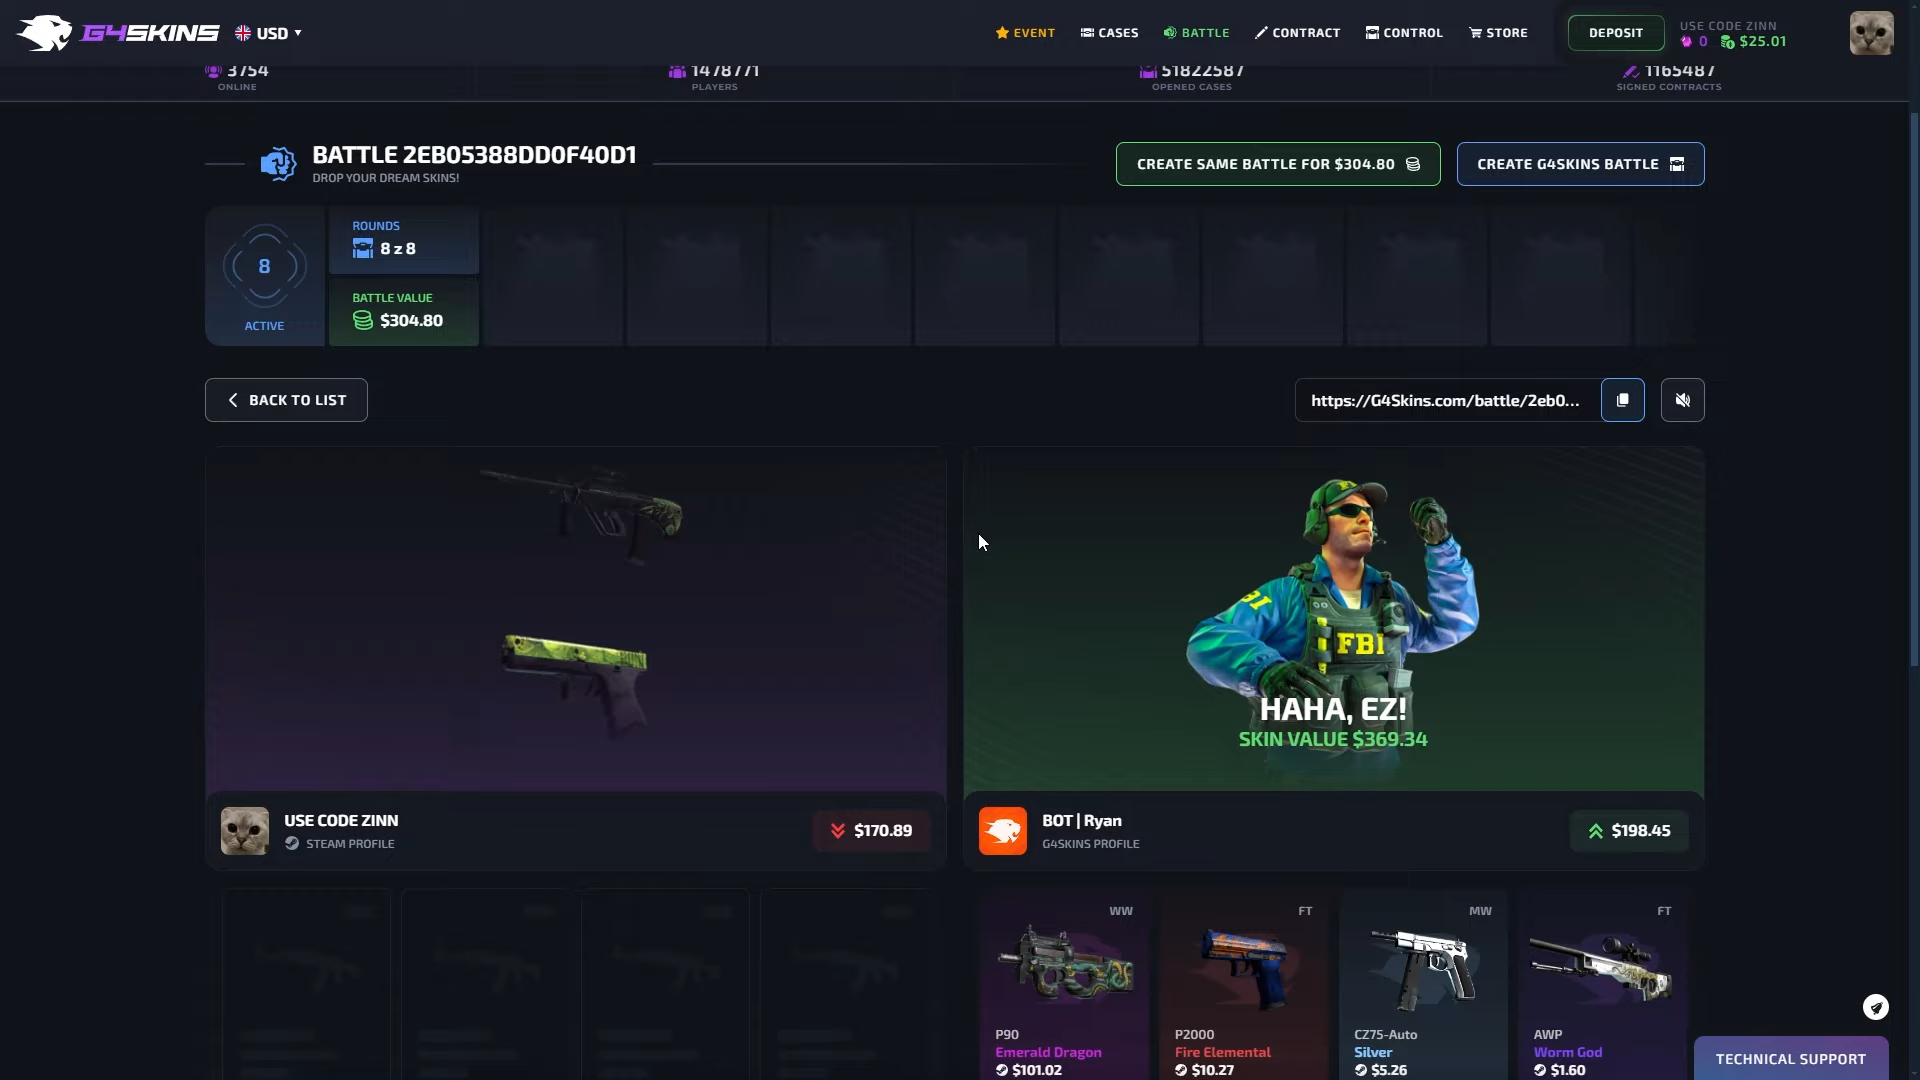 G4SKINS
USD
EVENT
CASES
BATTLE
CONTRACT
CONTROL
STORE
DEPOSIT
USE CODE ZINN
0 $25.01
3754
ONLINE
1478771
PLAYERS
51822587
OPENED CASES
1165487
SIGNED CONTRACTS
BATTLE 2EB05388DD0F40D1
DROP YOUR DREAM SKINS!
CREATE SAME BATTLE FOR $304.80
CREATE G4SKINS BATTLE
8
ACTIVE
ROUNDS
8 z 8
BATTLE VALUE
$304.80
BACK TO LIST
https://G4Skins.com/battle/2eb0...
FBI
HAHA, EZ!
SKIN VALUE $369.34
USE CODE ZINN
STEAM PROFILE
$170.89
BOT | Ryan
G4SKINS PROFILE
$198.45
WW
P90
Emerald Dragon
$101.02
FT
P2000
Fire Elemental
$10.27
MW
CZ75-Auto
Silver
$5.26
FT
AWP
Worm God
$1.60
TECHNICAL SUPPORT